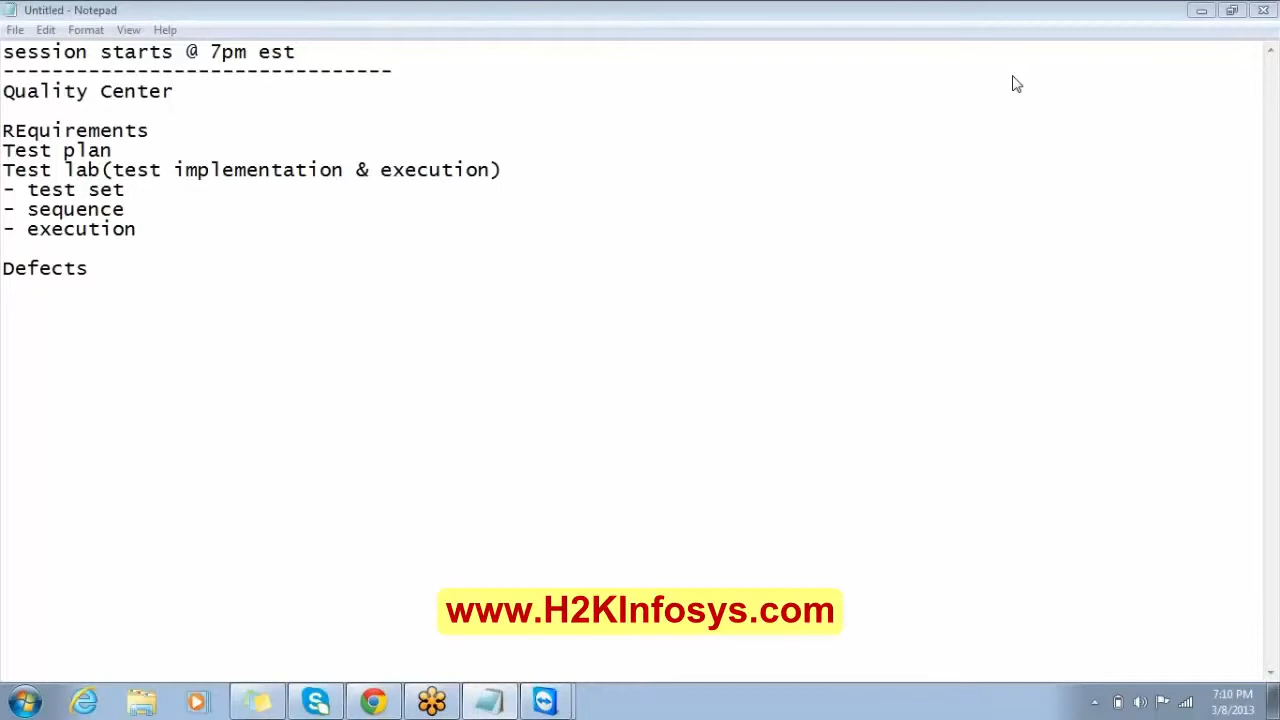 Untitled - Notepad
File Edit Format View Help
session starts @ 7pm est
--------------------------------
Quality Center
REquirements
Test plan
Test lab(test implementation & execution)
- test set
- sequence
- execution
Defects
www.H2KInfosys.com
7:10 PM
3/8/2013